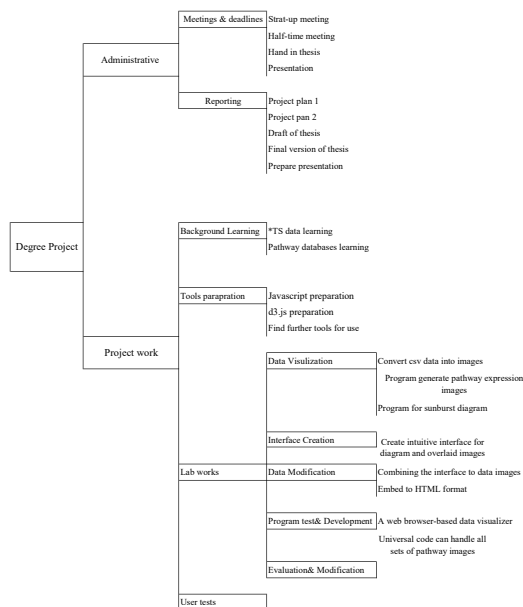 Meetings & deadlines
Strat-up meeting
Half-time meeting
Hand in thesis
Presentation
Administrative
Reporting
Project plan 1
Project pan 2
Draft of thesis
Final version of thesis
Prepare presentation
Degree Project
Background Learning
*TS data learning
Pathway databases learning
Tools parapration
Javascript preparation
d3.js preparation
Find further tools for use
Project work
Data Visulization
Convert csv data into images
Program generate pathway expression
images
Program for sunburst diagram
Interface Creation
Create intuitive interface for
diagram and overlaid images
Lab works
Data Modification
Combining the interface to data images
Embed to HTML format
Program test& Development
A web browser-based data visualizer
Universal code can handle all
sets of pathway images
Evaluation& Modification
User tests